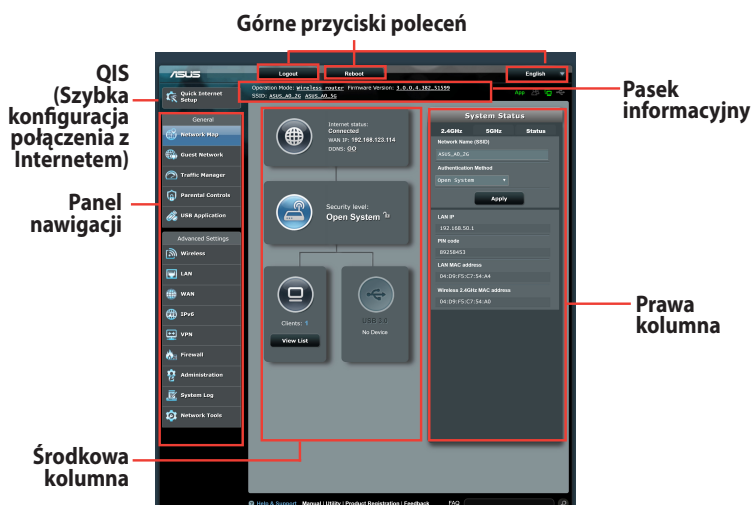 Górne przyciski poleceń
QIS
(Szybka
konfiguracja
połączenia z
Internetem)
Panel
nawigacji
Środkowa
kolumna
Pasek
informacyjny
Prawa
kolumna
ASUS
Logout
Reboot
English
Quick Internet
Setup
Operation Mode: Wireless router Firmware Version: 3.0.0.4.382_51599
SSID: ASUS_A0_2G ASUS_A0_5G
App
General
Network Map
Guest Network
Traffic Manager
Parental Controls
USB Application
Advanced Settings
Wireless
LAN
WAN
IPv6
VPN
Firewall
Administration
System Log
Network Tools
Internet status:
Connected
WAN IP: 192.168.123.114
DDNS: GO
Security level:
Open System
Clients: 1
View List
USB 3.0
No Device
System Status
2.4GHz 5GHz Status
Network Name (SSID)
ASUS_A0_2G
Authentication Method
Open System
Apply
LAN IP
192.168.50.1
PIN code
89258453
LAN MAC address
04:D9:F5:C7:54:A4
Wireless 2.4GHz MAC address
04:D9:F5:C7:54:A0
Help & Support Manual | Utility | Product Registration | Feedback FAQ